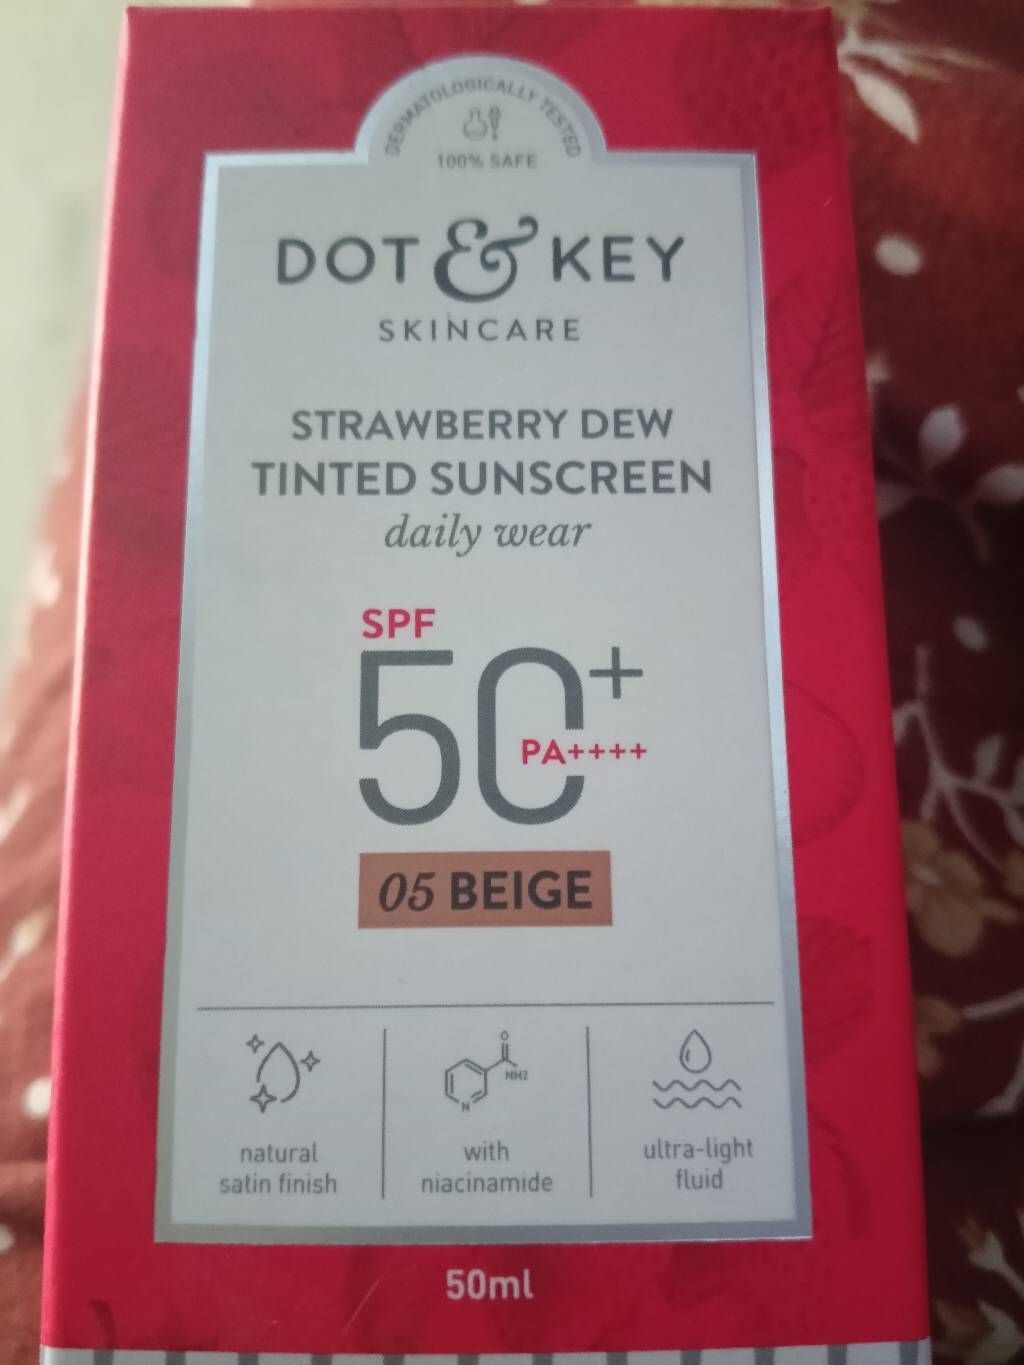 DERMATOLOGICALLY TESTED
100% SAFE
DOT & KEY
SKINCARE
STRAWBERRY DEW
TINTED SUNSCREEN
daily wear
SPF
50+
PA++++
05 BEIGE
O
NH2
N
natural
satin finish
with
niacinamide
ultra-light
fluid
50ml